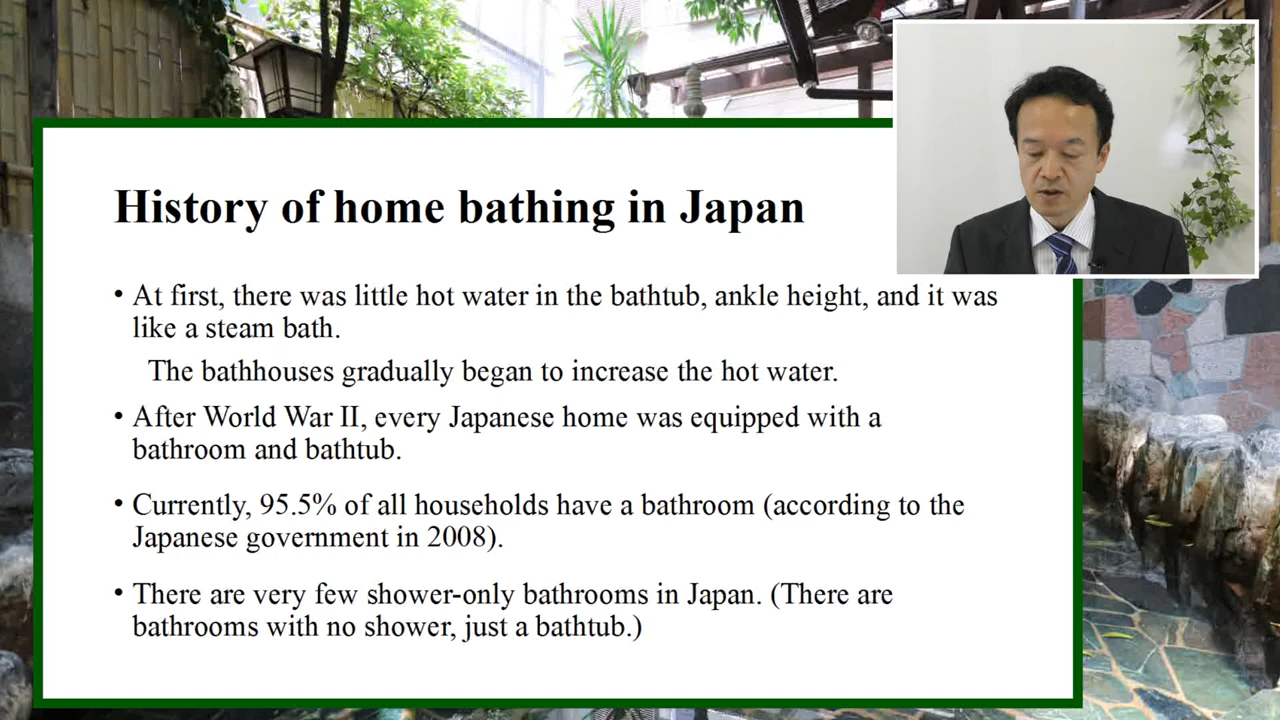 History of home bathing in Japan
• At first, there was little hot water in the bathtub, ankle height, and it was
like a steam bath.
The bathhouses gradually began to increase the hot water.
• After World War II, every Japanese home was equipped with a
bathroom and bathtub.
• Currently, 95.5% of all households have a bathroom (according to the
Japanese government in 2008).
• There are very few shower-only bathrooms in Japan. (There are
bathrooms with no shower, just a bathtub.)